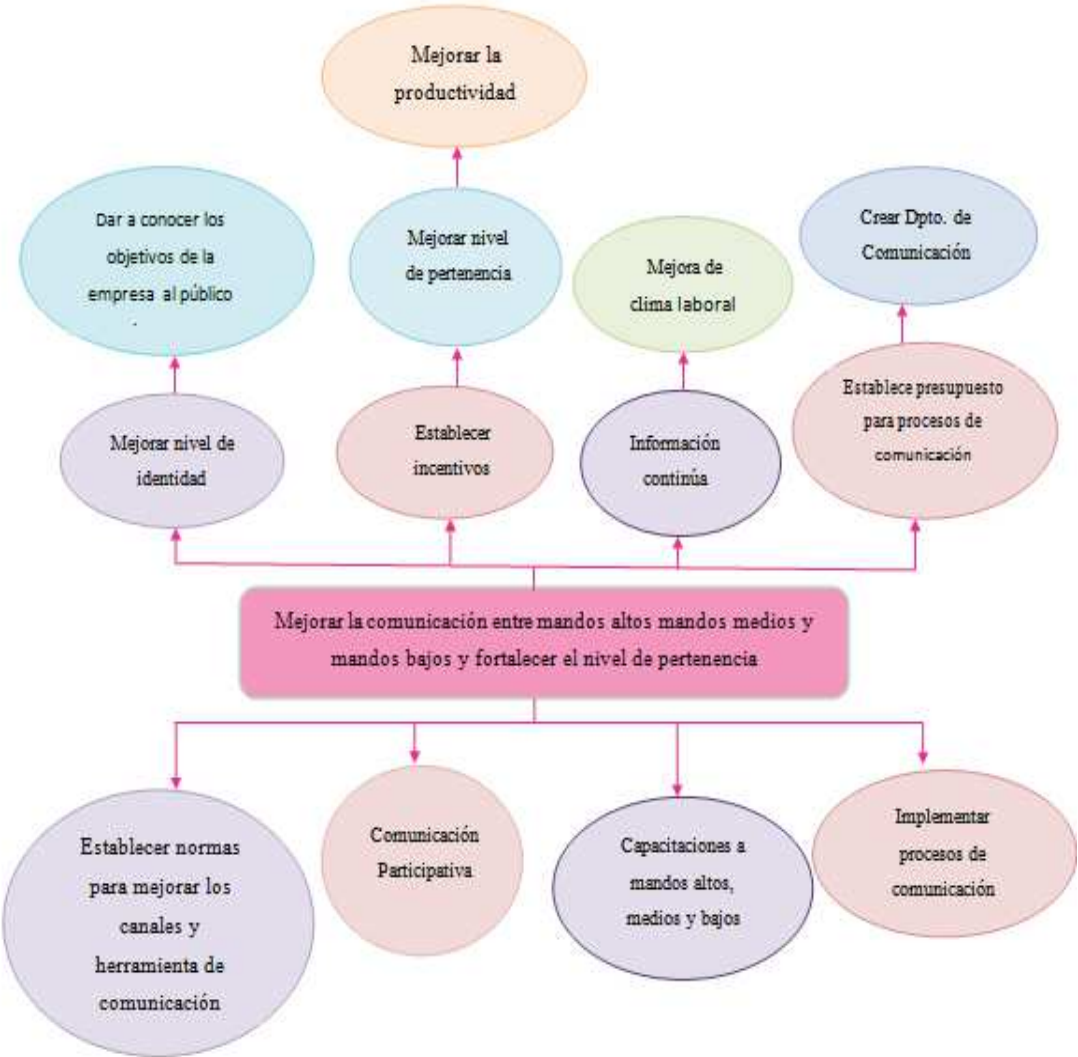 Mejorar la
productividad
Dar a conocer los
objetivos de la
empresa al público
.
Mejorar nivel
de pertenencia
Mejora de
clima laboral
Crear Dpto. de
Comunicación
Mejorar nivel de
identidad
Establecer
incentivos
Información
continúa
Establece presupuesto
para procesos de
comunicación
Mejorar la comunicación entre mandos altos mandos medios y
mandos bajos y fortalecer el nivel de pertenencia
Establecer normas
para mejorar los
canales y
herramienta de
comunicación
Comunicación
Participativa
Capacitaciones a
mandos altos,
medios y bajos
Implementar
procesos de
comunicación